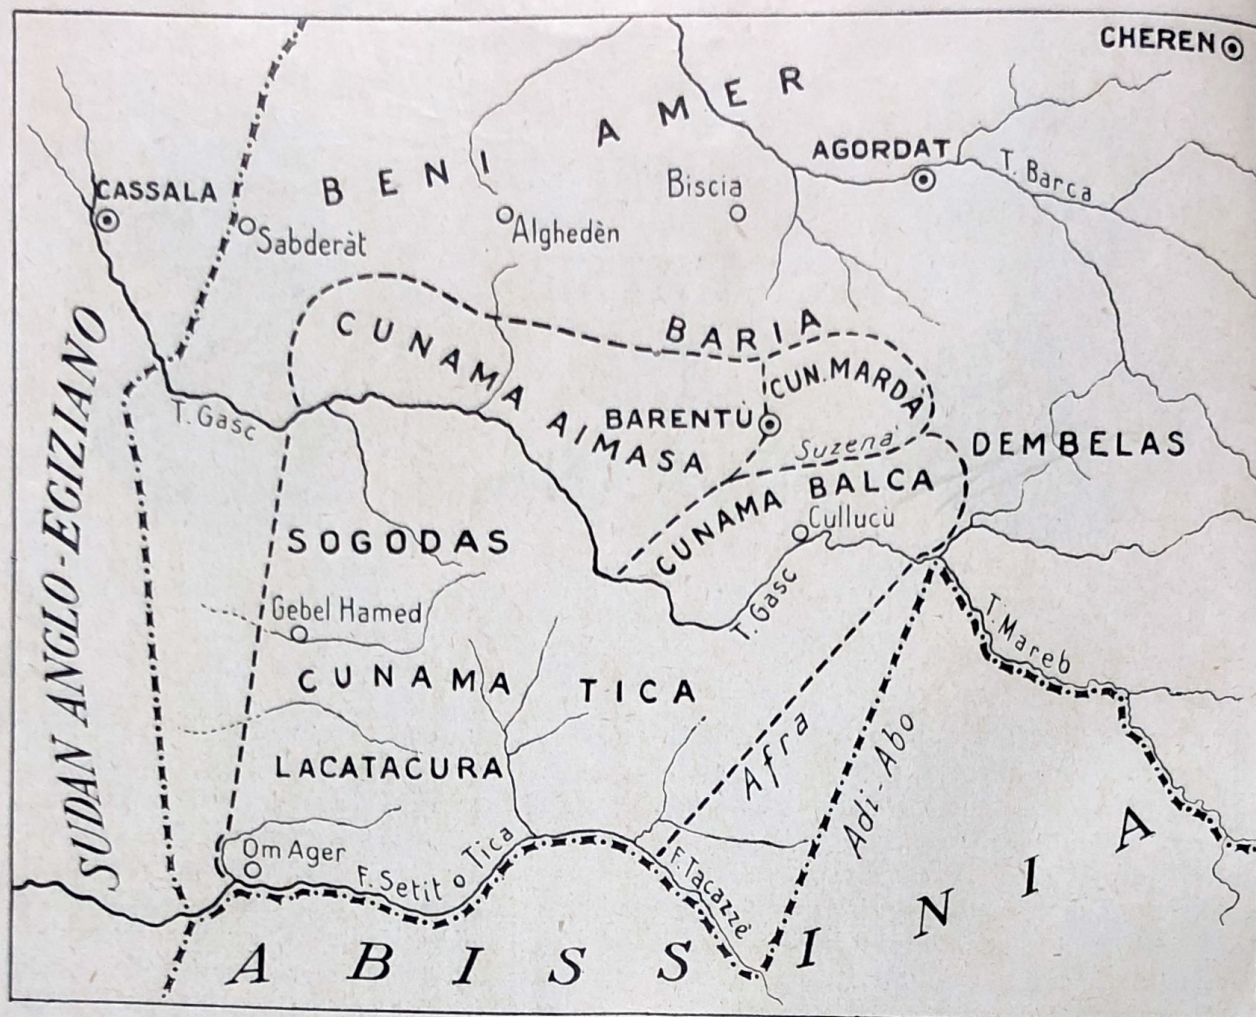 CHEREN
BENI AMER
AGORDAT
T. Barca
CASSALA
Biscia
Sabderàt
Alghedèn
BARIA
CUNAMA AIMASA
CUN. MARDÀ
T. Gasc
BARENTÙ
Suzenà
DEMBELAS
SUDAN ANGLO-EGIZIANO
CUNAMA BALCA
Cullucù
SOGODAS
T. Gasc
Gebel Hamed
T. Mareb
CUNAMA TICA
Afra
Adi-Abo
LACATACURA
Om Ager
F. Setit o Tica
F. Tacazzé
ABISSINIA